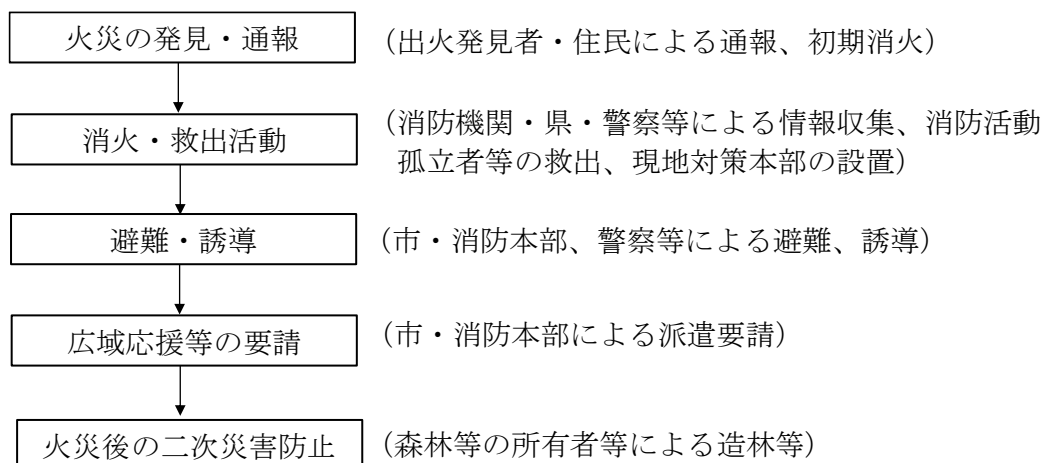 火災の発見・通報
（出火発見者・住民による通報、初期消火）
消火・救出活動
（消防機関・県・警察等による情報収集、消防活動
孤立者等の救出、現地対策本部の設置）
避難・誘導
（市・消防本部、警察等による避難、誘導）
広域応援等の要請
（市・消防本部による派遣要請）
火災後の二次災害防止
（森林等の所有者等による造林等）